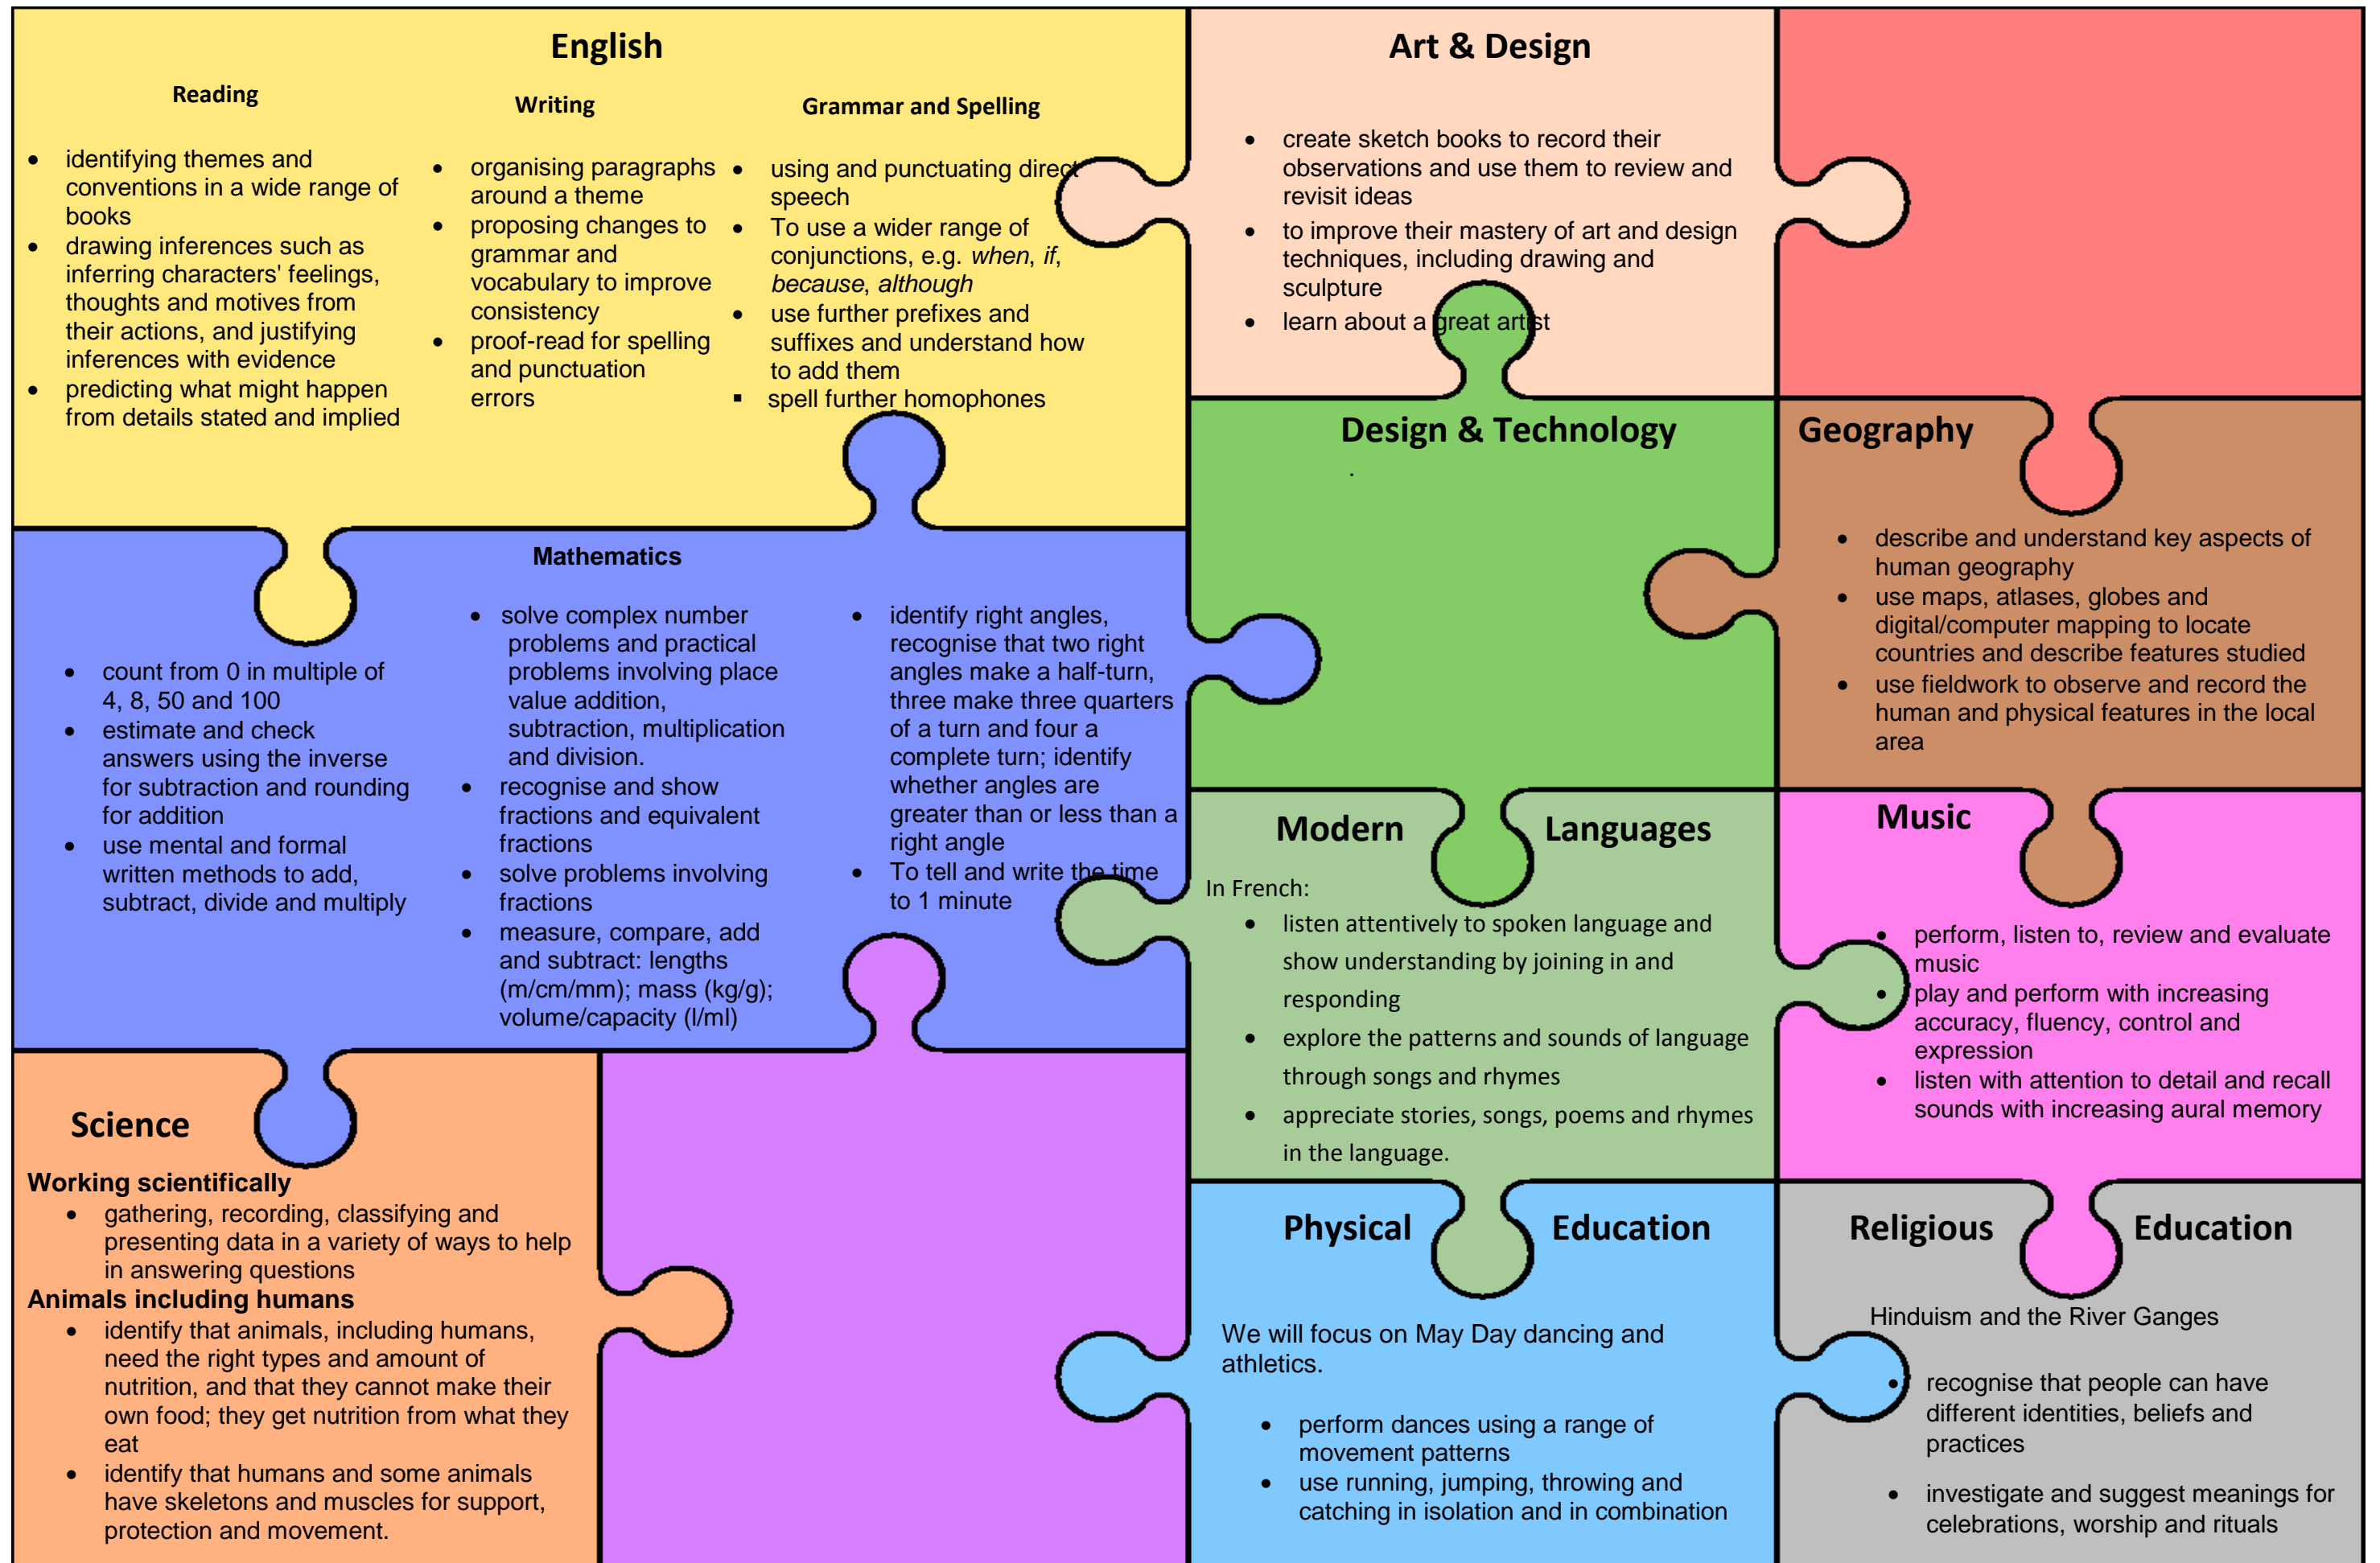 English
Reading
• identifying themes and
conventions in a wide range of
books
• drawing inferences such as
inferring characters' feelings,
thoughts and motives from
their actions, and justifying
inferences with evidence
• predicting what might happen
from details stated and implied
Writing
• organising paragraphs
around a theme
• proposing changes to
grammar and
vocabulary to improve
consistency
• proof-read for spelling
and punctuation
errors
Grammar and Spelling
• using and punctuating direct
speech
• To use a wider range of
conjunctions, e.g. when, if,
because, although
• use further prefixes and
suffixes and understand how
to add them
▪ spell further homophones
Art & Design
• create sketch books to record their
observations and use them to review and
revisit ideas
• to improve their mastery of art and design
techniques, including drawing and
sculpture
• learn about a great artist
Design & Technology
.
Geography
• describe and understand key aspects of
human geography
• use maps, atlases, globes and
digital/computer mapping to locate
countries and describe features studied
• use fieldwork to observe and record the
human and physical features in the local
area
Mathematics
• count from 0 in multiple of
4, 8, 50 and 100
• estimate and check
answers using the inverse
for subtraction and rounding
for addition
• use mental and formal
written methods to add,
subtract, divide and multiply
• solve complex number
problems and practical
problems involving place
value addition,
subtraction, multiplication
and division.
• recognise and show
fractions and equivalent
fractions
• solve problems involving
fractions
• measure, compare, add
and subtract: lengths
(m/cm/mm); mass (kg/g);
volume/capacity (l/ml)
• identify right angles,
recognise that two right
angles make a half-turn,
three make three quarters
of a turn and four a
complete turn; identify
whether angles are
greater than or less than a
right angle
• To tell and write the time
to 1 minute
Modern Languages
In French:
• listen attentively to spoken language and
show understanding by joining in and
responding
• explore the patterns and sounds of language
through songs and rhymes
• appreciate stories, songs, poems and rhymes
in the language.
Music
• perform, listen to, review and evaluate
music
• play and perform with increasing
accuracy, fluency, control and
expression
• listen with attention to detail and recall
sounds with increasing aural memory
Science
Working scientifically
• gathering, recording, classifying and
presenting data in a variety of ways to help
in answering questions
Animals including humans
• identify that animals, including humans,
need the right types and amount of
nutrition, and that they cannot make their
own food; they get nutrition from what they
eat
• identify that humans and some animals
have skeletons and muscles for support,
protection and movement.
Physical Education
We will focus on May Day dancing and
athletics.
• perform dances using a range of
movement patterns
• use running, jumping, throwing and
catching in isolation and in combination
Religious Education
Hinduism and the River Ganges
• recognise that people can have
different identities, beliefs and
practices
• investigate and suggest meanings for
celebrations, worship and rituals